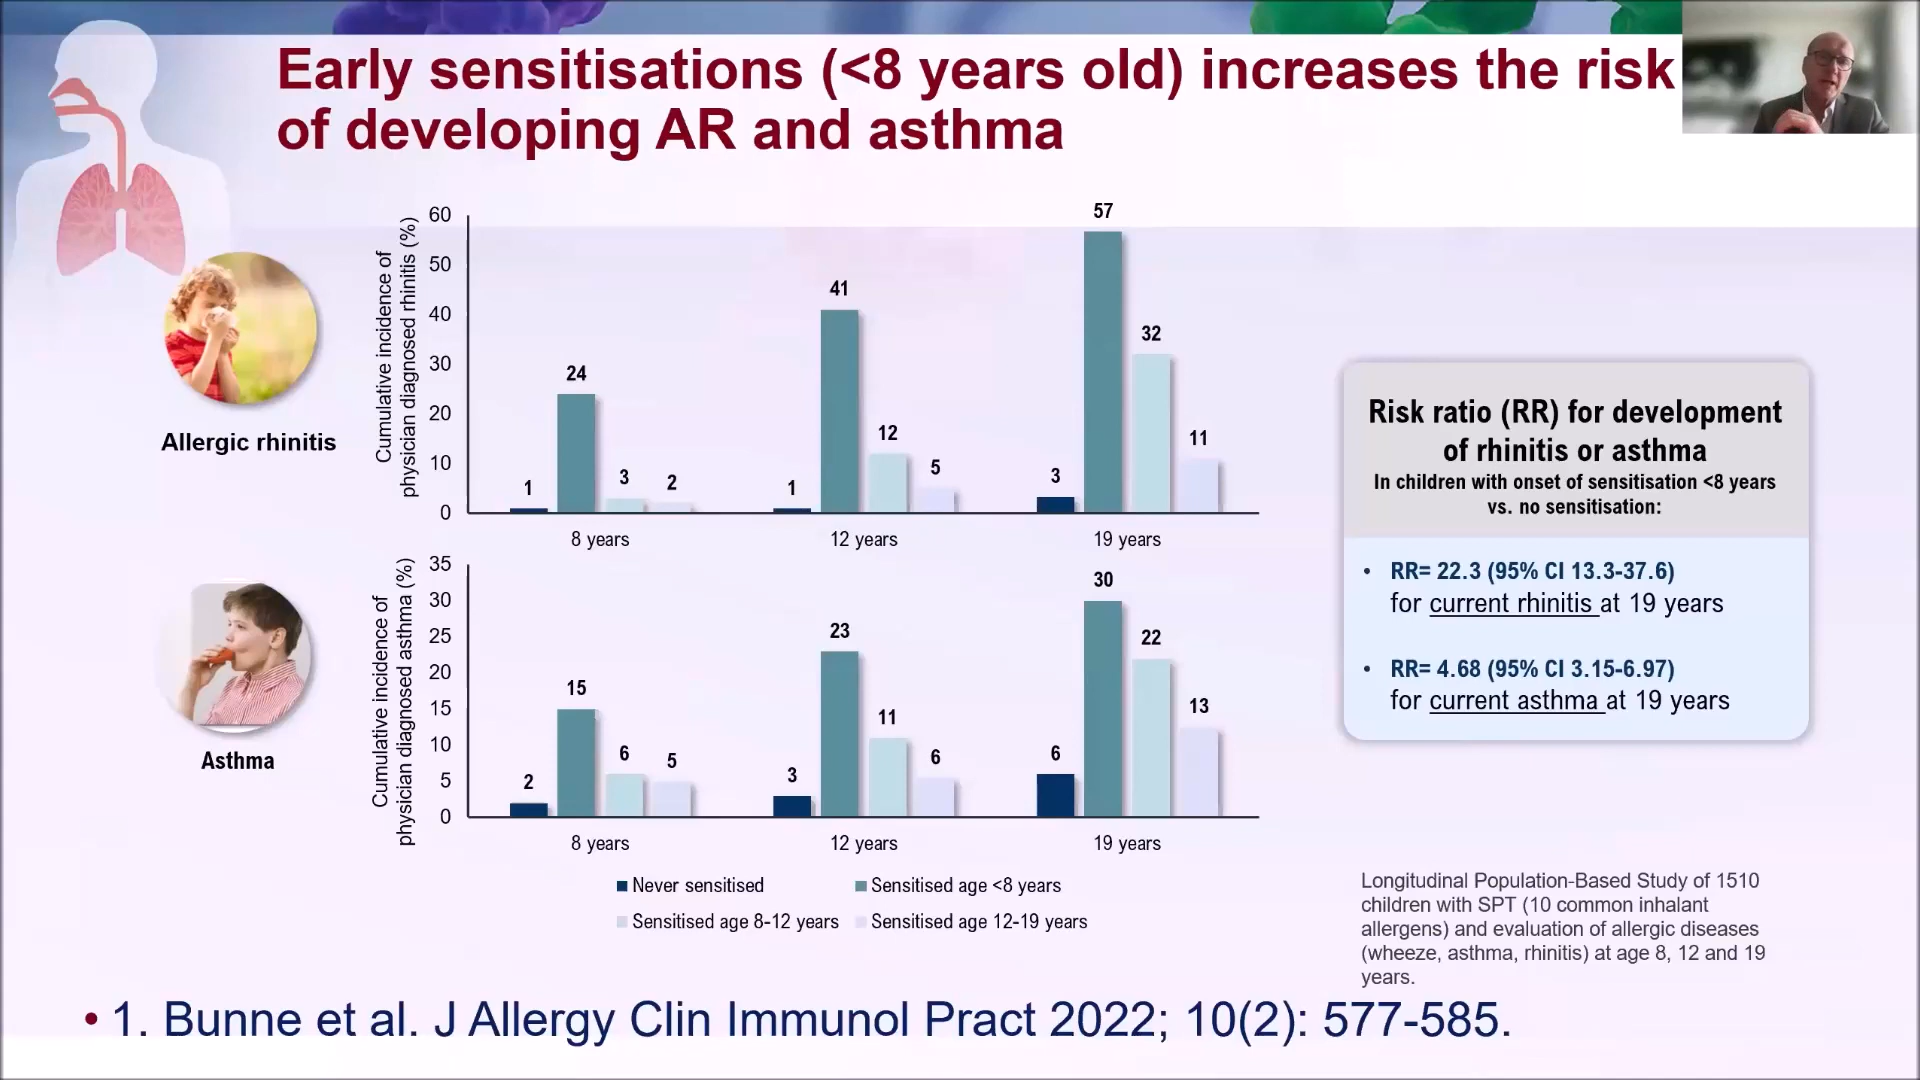 Early sensitisations (<8 years old) increases the risk
of developing AR and asthma
Allergic rhinitis
Cumulative incidence of
physician diagnosed rhinitis (%)
60
50
40
30
20
10
0
1
24
3
2
1
41
12
5
3
57
32
11
8 years
12 years
19 years
Asthma
Cumulative incidence of
physician diagnosed asthma (%)
35
30
25
20
15
10
5
0
2
15
6
5
3
23
11
6
6
30
22
13
8 years
12 years
19 years
Never sensitised
Sensitised age <8 years
Sensitised age 8-12 years
Sensitised age 12-19 years
Risk ratio (RR) for development
of rhinitis or asthma
In children with onset of sensitisation <8 years
vs. no sensitisation:
• RR= 22.3 (95% CI 13.3-37.6)
for current rhinitis at 19 years
• RR= 4.68 (95% CI 3.15-6.97)
for current asthma at 19 years
Longitudinal Population-Based Study of 1510
children with SPT (10 common inhalant
allergens) and evaluation of allergic diseases
(wheeze, asthma, rhinitis) at age 8, 12 and 19
years.
• 1. Bunne et al. J Allergy Clin Immunol Pract 2022; 10(2): 577-585.